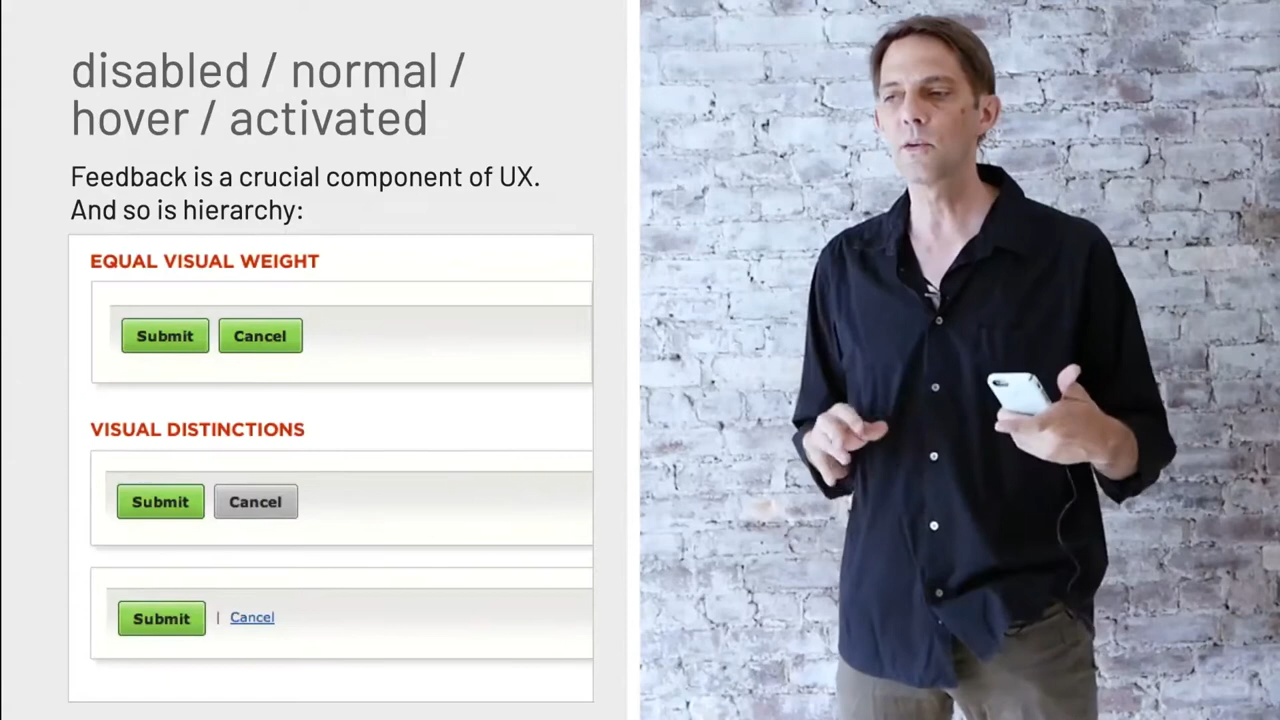 disabled / normal /
hover / activated
Feedback is a crucial component of UX.
And so is hierarchy:
EQUAL VISUAL WEIGHT
Submit Cancel
VISUAL DISTINCTIONS
Submit Cancel
Submit | Cancel